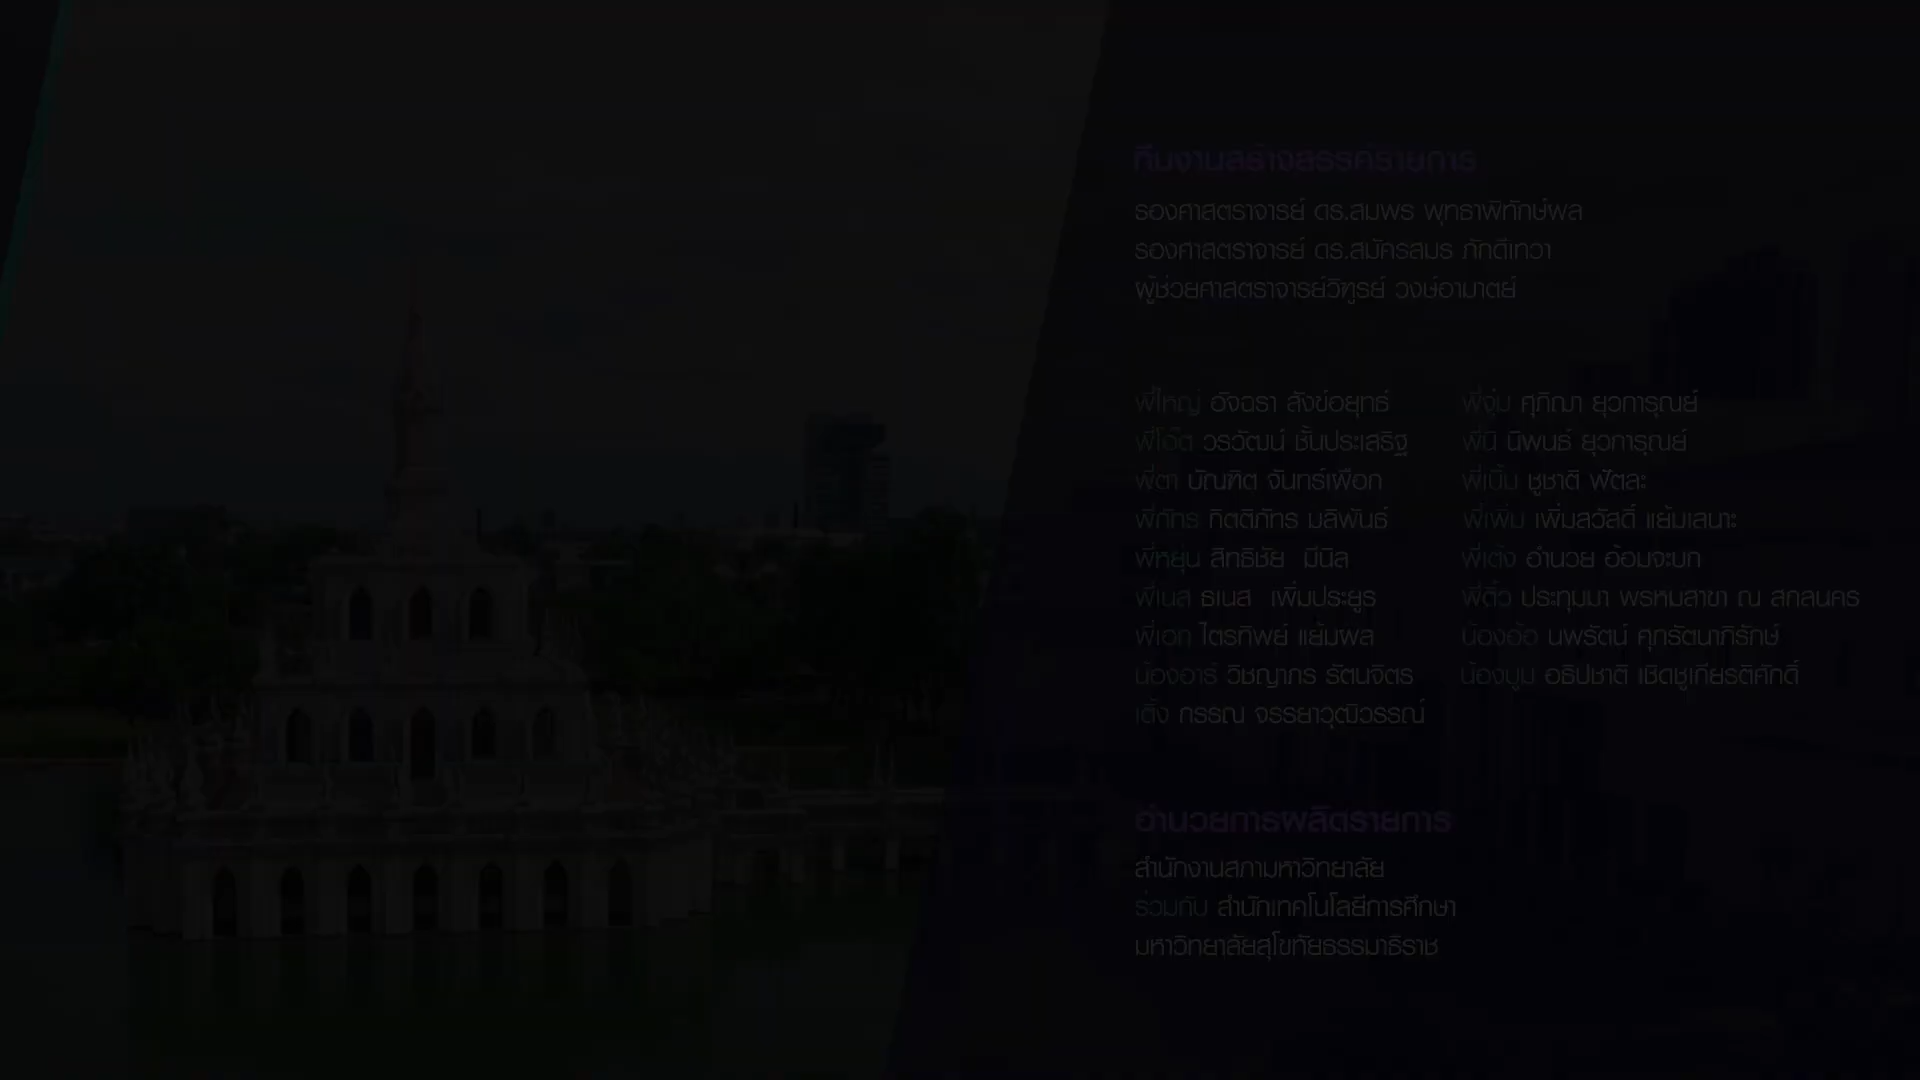 ทีมงานสร้างสรรค์รายการ
รองศาสตราจารย์ ดร.สมพร พุทธาพิทักษ์ผล
รองศาสตราจารย์ ดร.สมัครสมร ภักดีเทวา
ผู้ช่วยศาสตราจารย์วิฑูรย์ วงษ์อามาตย์
พี่ใหญ่ อัจฉรา สังข์อยุทธ์
พี่โอ๊ต วรวัฒน์ ชั้นประเสริฐ
พี่ตา บัณฑิต จันทร์เผือก
พี่ภัทร กิตติภัทร มลิพันธ์
พี่หยุ่น สิทธิชัย มีนิล
พี่เนส ธเนส เพิ่มประยูร
พี่เอก ไตรทิพย์ แย้มผล
น้องอาร์ วิชญาภร รัตนจิตร
เติ้ง กรรณ จรรยาวุฒิวรรณ์
พี่จุ๋ม ศุภิฌา ยุวการุณย์
พี่นิ นิพนธ์ ยุวการุณย์
พี่เบิ้ม ชูชาติ ฟัตละ
พี่เพิ่ม เพิ่มสวัสดิ์ แย้มเสนาะ
พี่เต๋ง อำนวย อ้อมจะบก
พี่ติ๋ว ประทุมมา พรหมสาขา ณ สกลนคร
น้องอ้อ นพรัตน์ ศุทธรัตนาภิรักษ์
น้องบูม อธิปชาติ เชิดชูเกียรติศักดิ์
อำนวยการผลิตรายการ
สำนักงานสภามหาวิทยาลัย
ร่วมกับ สำนักเทคโนโลยีการศึกษา
มหาวิทยาลัยสุโขทัยธรรมาธิราช